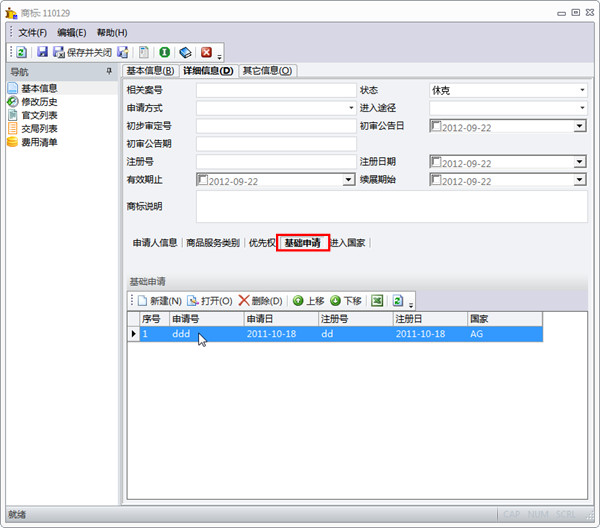 商标: 110129
文件(F) 编辑(E) 帮助(H)
保存并关闭
导航
基本信息(B) 详细信息(D) 其它信息(O)
基本信息
修改历史
官文列表
交局列表
费用清单
相关案号 状态 休克
申请方式 进入途径
初步审定号 初审公告日 2012-09-22
初审公告期
注册号 注册日期 2012-09-22
有效期止 2012-09-22 续展期始 2012-09-22
商标说明
申请人信息 商品服务类别 优先权 基础申请 进入国家
基础申请
新建(N) 打开(O) 删除(D) 上移 下移
序号 申请号 申请日 注册号 注册日 国家
1 ddd 2011-10-18 dd 2011-10-18 AG
就绪 CAP NUM SCRL